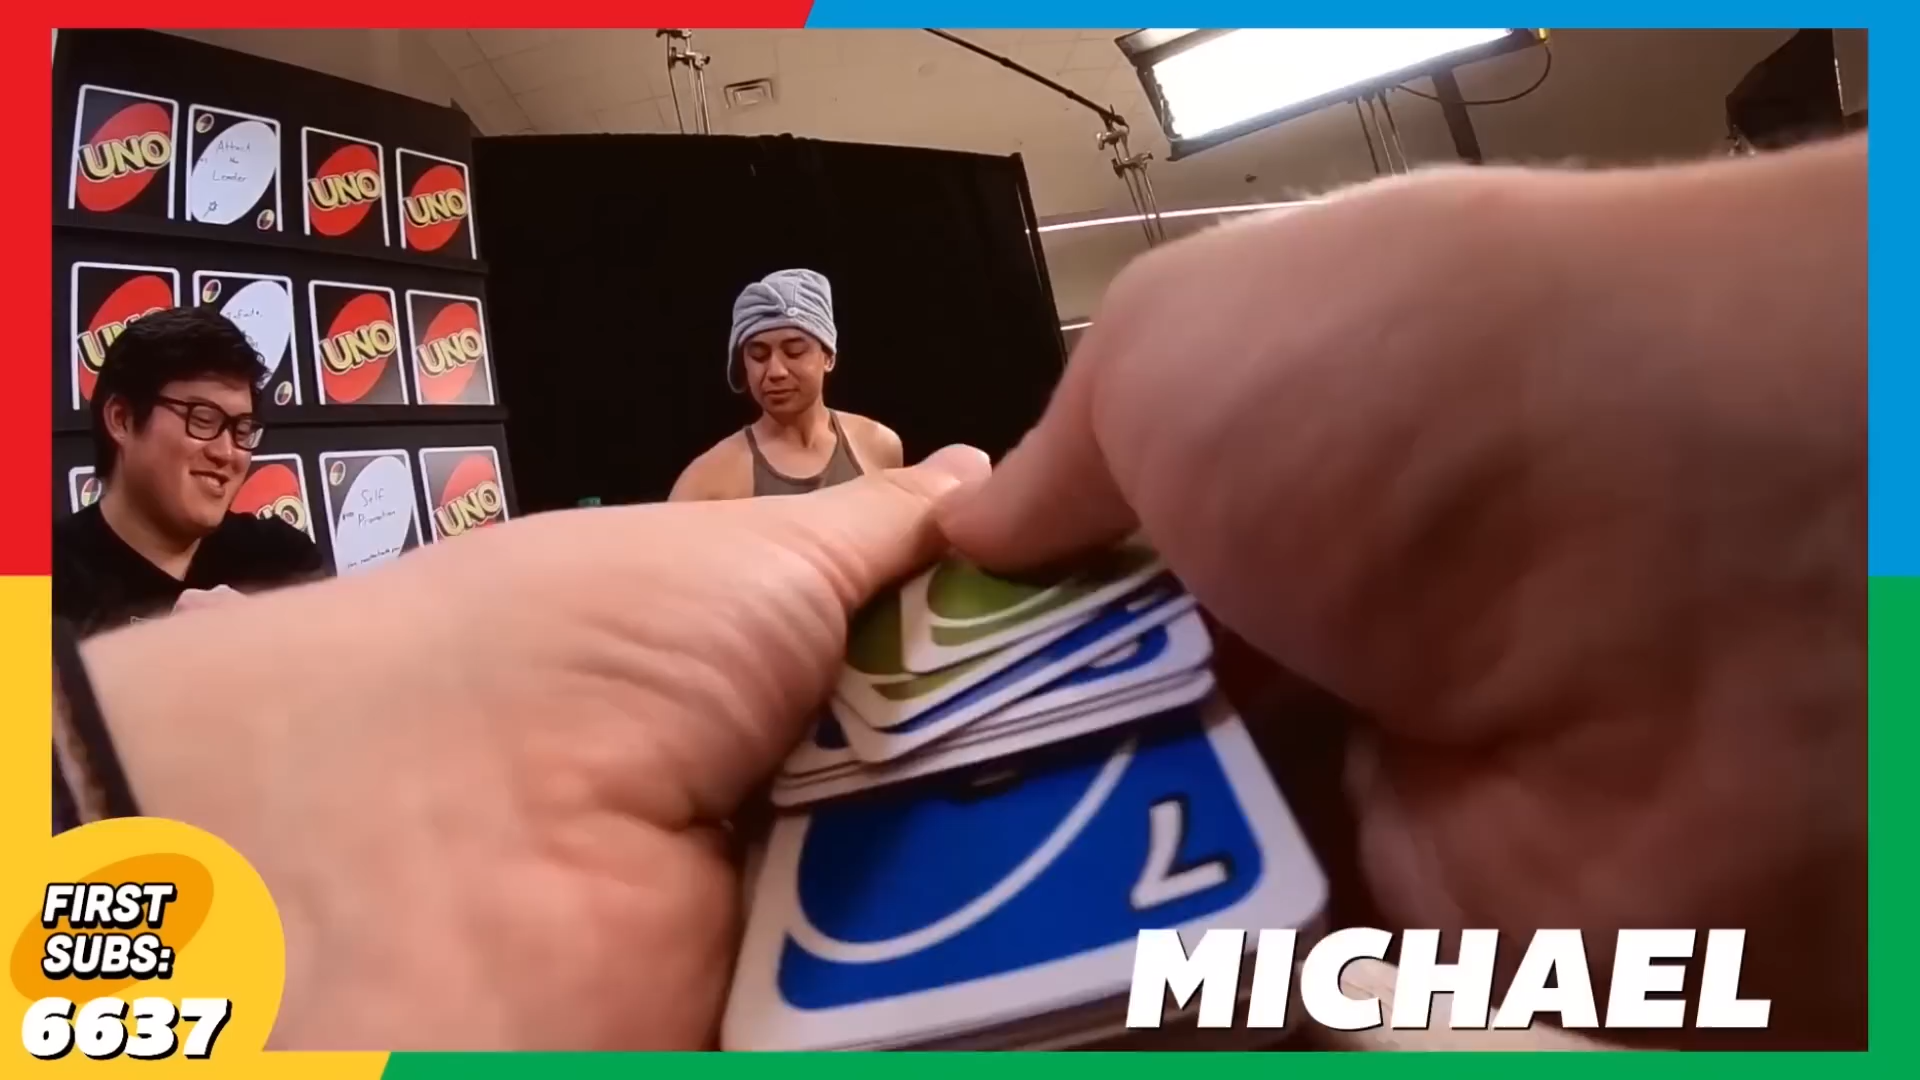 UNO
Attack
the
Leader
UNO
UNO
UNO
UNO
UNO
UNO
Self
Promotion
UNO
7
FIRST
SUBS:
6637
MICHAEL